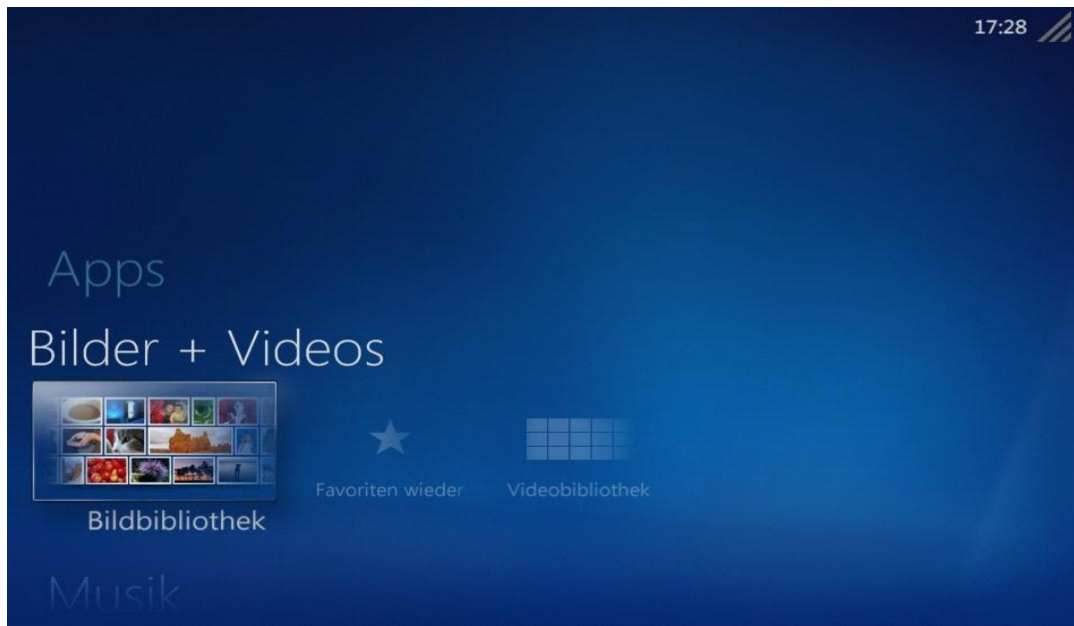 17:28
Apps
Bilder + Videos
Favoriten wieder
Videobibliothek
Bildbibliothek
Musik